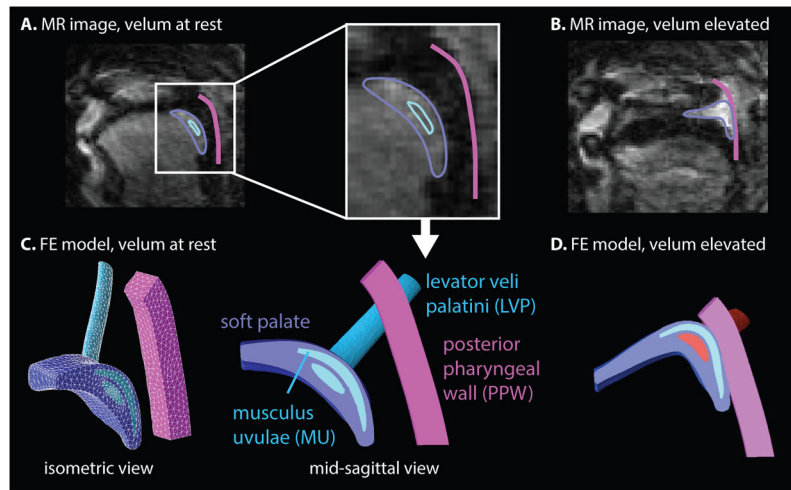 A. MR image, velum at rest
B. MR image, velum elevated
C. FE model, velum at rest
D. FE model, velum elevated
levator veli
palatini (LVP)
soft palate
posterior
pharyngeal
wall (PPW)
musculus
uvulae (MU)
isometric view
mid-sagittal view